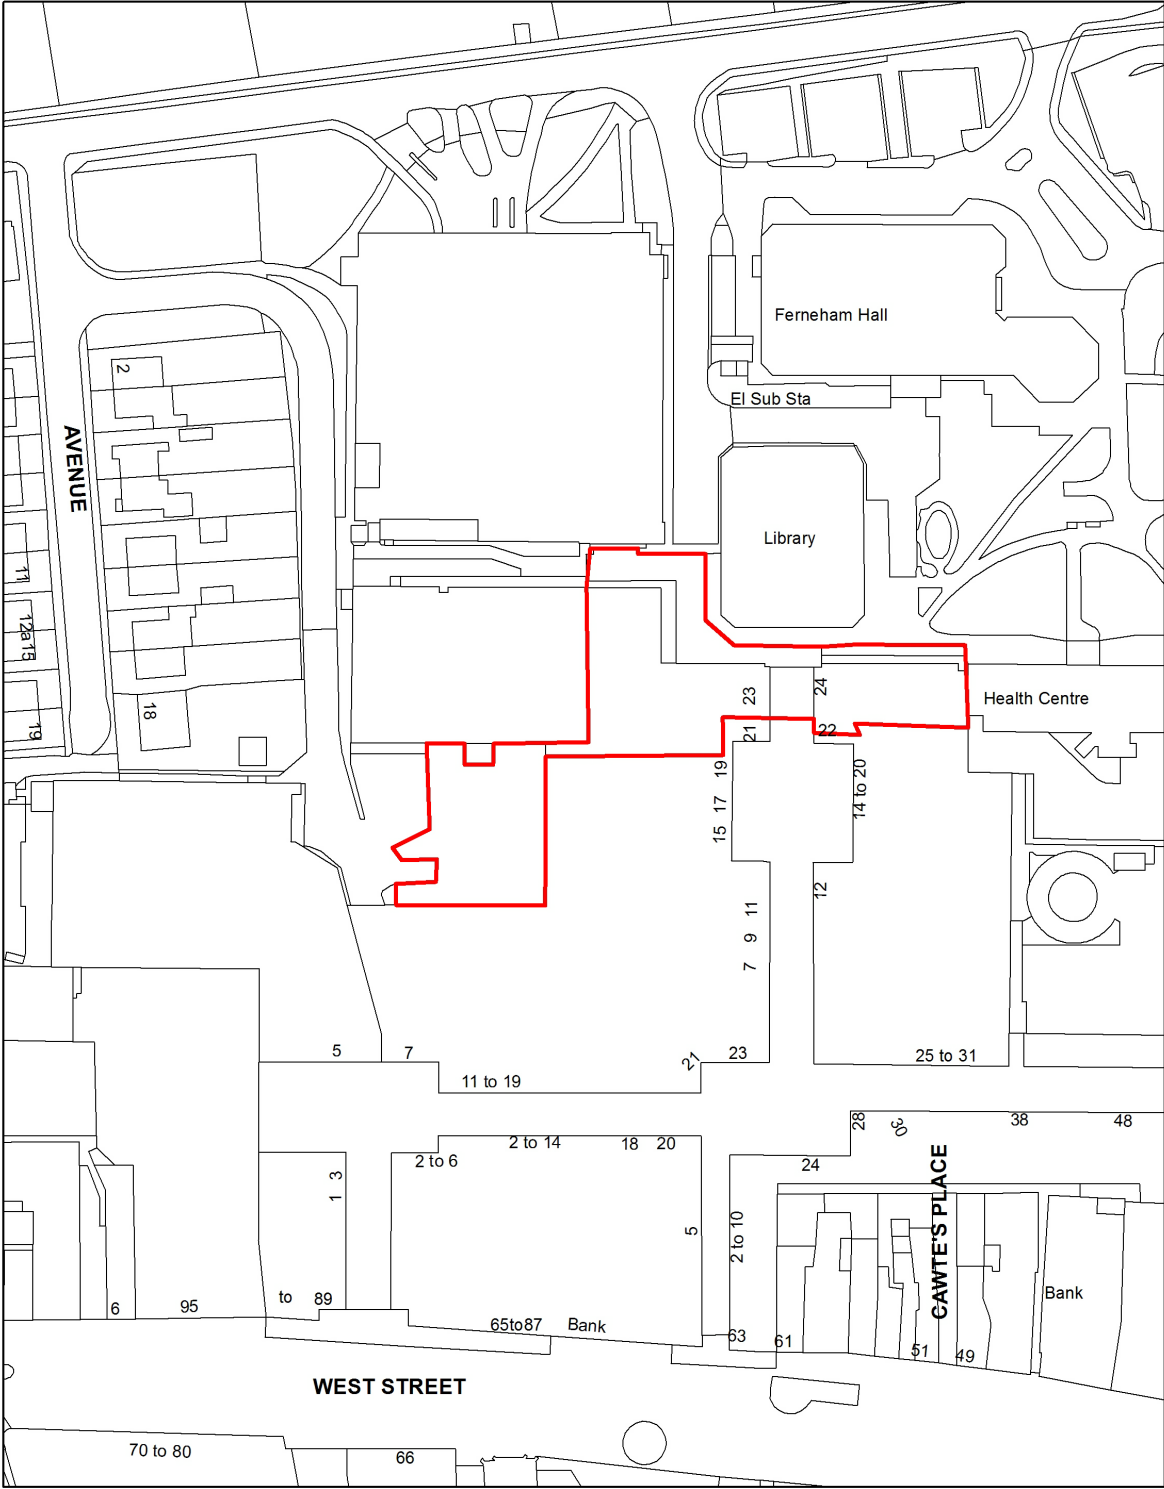 Ferneham Hall
2
El Sub Sta
AVENUE
Library
11
12a15
23
24
Health Centre
18
19
21
22
19
14 to 20
17
15
12
11
9
7
5
7
21
23
25 to 31
11 to 19
28
30
38
48
2 to 14
18
20
2 to 6
24
CAWTE'S PLACE
3
1
5
2 to 10
to
89
6
95
Bank
65to87
Bank
63
61
51
49
WEST STREET
70 to 80
66